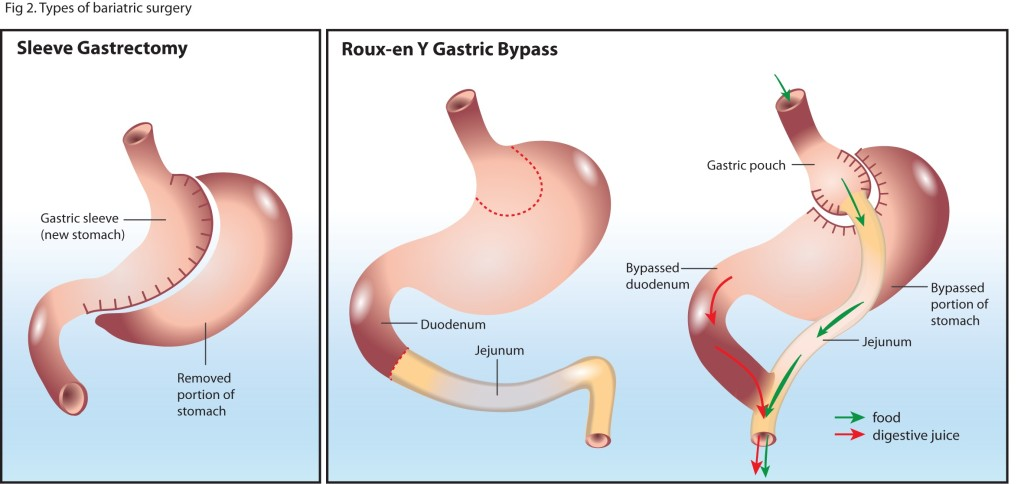 Fig 2. Types of bariatric surgery
Sleeve Gastrectomy
Gastric sleeve
(new stomach)
Removed
portion of
stomach
Roux-en Y Gastric Bypass
Duodenum
Jejunum
Gastric pouch
Bypassed
duodenum
Bypassed
portion of
stomach
Jejunum
food
digestive juice